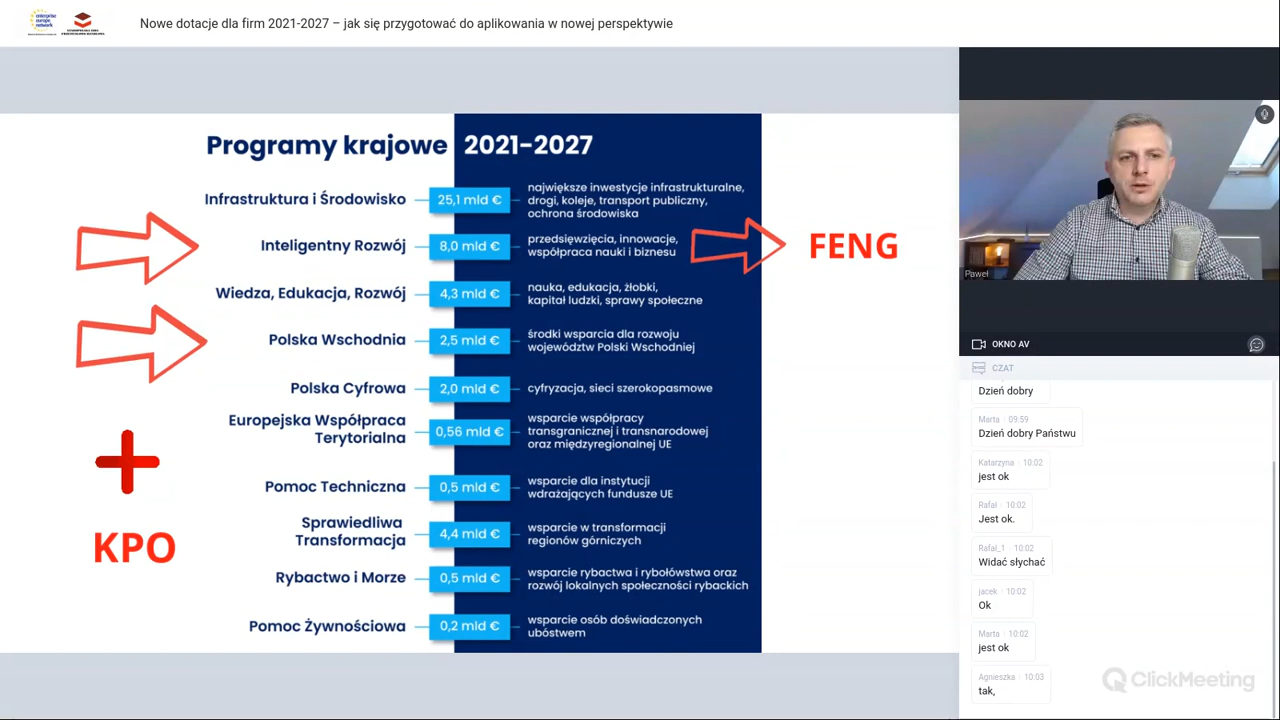 enterprise
europe
network
Nowe dotacje dla firm 2021-2027 – jak się przygotować do aplikowania w nowej perspektywie
Programy krajowe 2021-2027
Infrastruktura i Środowisko
25,1 mld €
największe inwestycje infrastrukturalne,
drogi, koleje, transport publiczny,
ochrona środowiska
Inteligentny Rozwój
8,0 mld €
przedsięwzięcia, innowacje,
współpraca nauki i biznesu
FENG
Wiedza, Edukacja, Rozwój
4,3 mld €
nauka, edukacja, żłobki,
kapitał ludzki, sprawy społeczne
Polska Wschodnia
2,5 mld €
środki wsparcia dla rozwoju
województw Polski Wschodniej
Polska Cyfrowa
2,0 mld €
cyfryzacja, sieci szerokopasmowe
Europejska Współpraca
Terytorialna
0,56 mld €
wsparcie współpracy
transgranicznej i transnarodowej
oraz międzyregionalnej UE
Pomoc Techniczna
0,5 mld €
wsparcie dla instytucji
wdrażających fundusze UE
Sprawiedliwa
Transformacja
4,4 mld €
wsparcie w transformacji
regionów górniczych
Rybactwo i Morze
0,5 mld €
wsparcie rybactwa i rybołówstwa oraz
rozwój lokalnych społeczności rybackich
Pomoc Żywnościowa
0,2 mld €
wsparcie osób doświadczonych
ubóstwem
+
KPO
Paweł
OKNO AV
CZAT
Dzień dobry
Marta · 09:59
Dzień dobry Państwu
Katarzyna · 10:02
jest ok
Rafał · 10:02
Jest ok.
Rafał_1 · 10:02
Widać słychać
jacek · 10:02
Ok
Marta · 10:02
jest ok
Agnieszka · 10:03
tak,
ClickMeeting